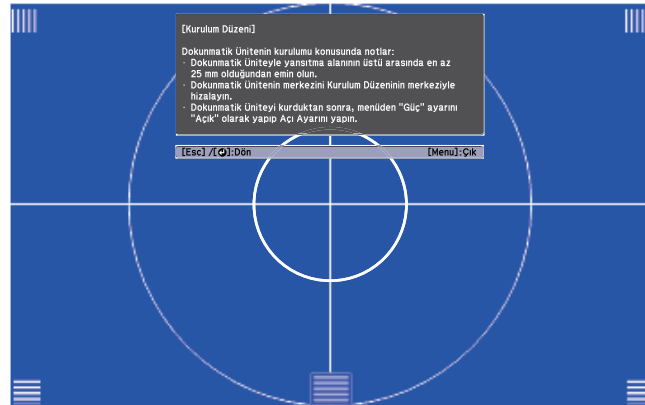 [Kurulum Düzeni]
Dokunmatik Ünitenin kurulumu konusunda notlar:
· Dokunmatik Üniteyle yansıtma alanının üstü arasında en az
25 mm olduğundan emin olun.
· Dokunmatik Ünitenin merkezini Kurulum Düzeninin merkeziyle
hizalayın.
· Dokunmatik Üniteyi kurduktan sonra, menüden "Güç" ayarını
"Açık" olarak yapıp Açı Ayarını yapın.
[Esc] /[↺]:Dön [Menu]:Çık